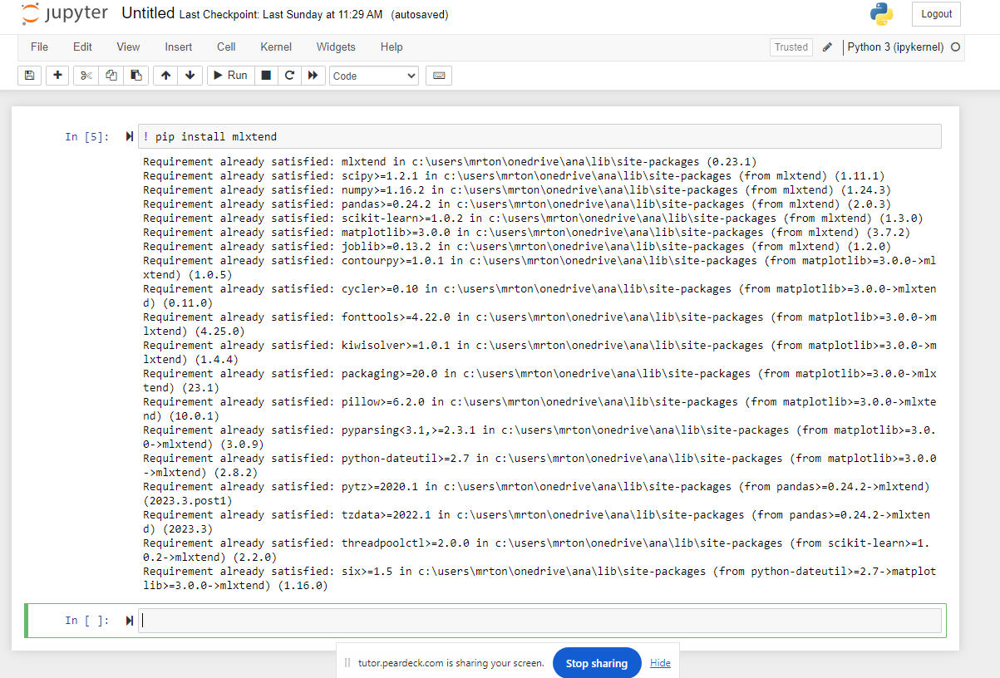 jupyter Untitled Last Checkpoint: Last Sunday at 11:29 AM (autosaved) Logout
File Edit View Insert Cell Kernel Widgets Help Trusted Python 3 (ipykernel)
Run Code
In [5]: ! pip install mlxtend
Requirement already satisfied: mlxtend in c:\users\mrton\onedrive\ana\lib\site-packages (0.23.1)
Requirement already satisfied: scipy>=1.2.1 in c:\users\mrton\onedrive\ana\lib\site-packages (from mlxtend) (1.11.1)
Requirement already satisfied: numpy>=1.16.2 in c:\users\mrton\onedrive\ana\lib\site-packages (from mlxtend) (1.24.3)
Requirement already satisfied: pandas>=0.24.2 in c:\users\mrton\onedrive\ana\lib\site-packages (from mlxtend) (2.0.3)
Requirement already satisfied: scikit-learn>=1.0.2 in c:\users\mrton\onedrive\ana\lib\site-packages (from mlxtend) (1.3.0)
Requirement already satisfied: matplotlib>=3.0.0 in c:\users\mrton\onedrive\ana\lib\site-packages (from mlxtend) (3.7.2)
Requirement already satisfied: joblib>=0.13.2 in c:\users\mrton\onedrive\ana\lib\site-packages (from mlxtend) (1.2.0)
Requirement already satisfied: contourpy>=1.0.1 in c:\users\mrton\onedrive\ana\lib\site-packages (from matplotlib>=3.0.0->ml
xtend) (1.0.5)
Requirement already satisfied: cycler>=0.10 in c:\users\mrton\onedrive\ana\lib\site-packages (from matplotlib>=3.0.0->mlxten
d) (0.11.0)
Requirement already satisfied: fonttools>=4.22.0 in c:\users\mrton\onedrive\ana\lib\site-packages (from matplotlib>=3.0.0->m
lxtend) (4.25.0)
Requirement already satisfied: kiwisolver>=1.0.1 in c:\users\mrton\onedrive\ana\lib\site-packages (from matplotlib>=3.0.0->m
lxtend) (1.4.4)
Requirement already satisfied: packaging>=20.0 in c:\users\mrton\onedrive\ana\lib\site-packages (from matplotlib>=3.0.0->mlx
tend) (23.1)
Requirement already satisfied: pillow>=6.2.0 in c:\users\mrton\onedrive\ana\lib\site-packages (from matplotlib>=3.0.0->mlxte
nd) (10.0.1)
Requirement already satisfied: pyparsing<3.1,>=2.3.1 in c:\users\mrton\onedrive\ana\lib\site-packages (from matplotlib>=3.0.
0->mlxtend) (3.0.9)
Requirement already satisfied: python-dateutil>=2.7 in c:\users\mrton\onedrive\ana\lib\site-packages (from matplotlib>=3.0.0
->mlxtend) (2.8.2)
Requirement already satisfied: pytz>=2020.1 in c:\users\mrton\onedrive\ana\lib\site-packages (from pandas>=0.24.2->mlxtend)
(2023.3.post1)
Requirement already satisfied: tzdata>=2022.1 in c:\users\mrton\onedrive\ana\lib\site-packages (from pandas>=0.24.2->mlxten
d) (2023.3)
Requirement already satisfied: threadpoolctl>=2.0.0 in c:\users\mrton\onedrive\ana\lib\site-packages (from scikit-learn>=1.
0.2->mlxtend) (2.2.0)
Requirement already satisfied: six>=1.5 in c:\users\mrton\onedrive\ana\lib\site-packages (from python-dateutil>=2.7->matplot
lib>=3.0.0->mlxtend) (1.16.0)
In [ ]:
tutor.peardeck.com is sharing your screen. Stop sharing Hide